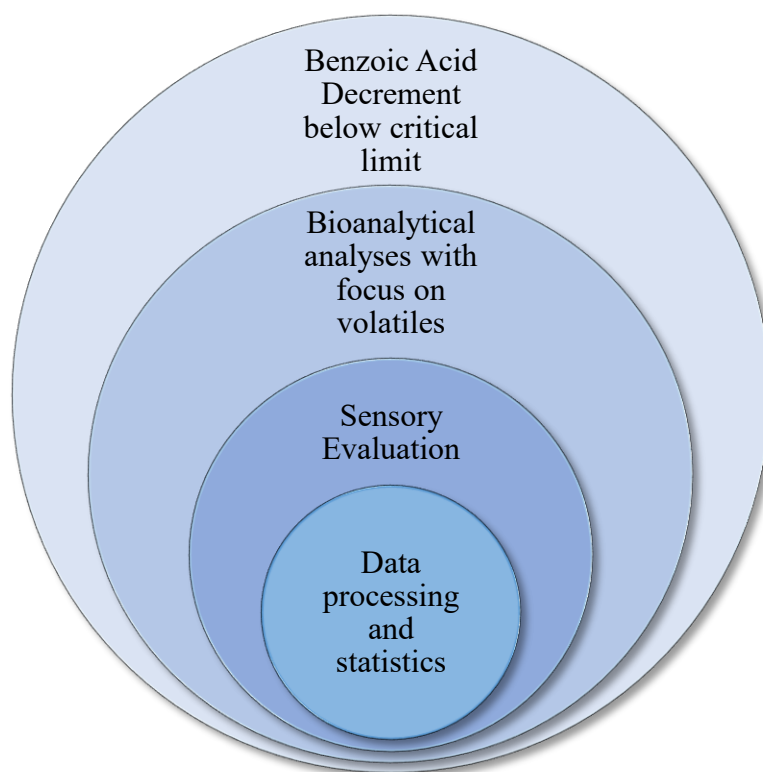 Benzoic Acid
Decrement
below critical
limit
Bioanalytical
analyses with
focus on
volatiles
Sensory
Evaluation
Data
processing
and
statistics